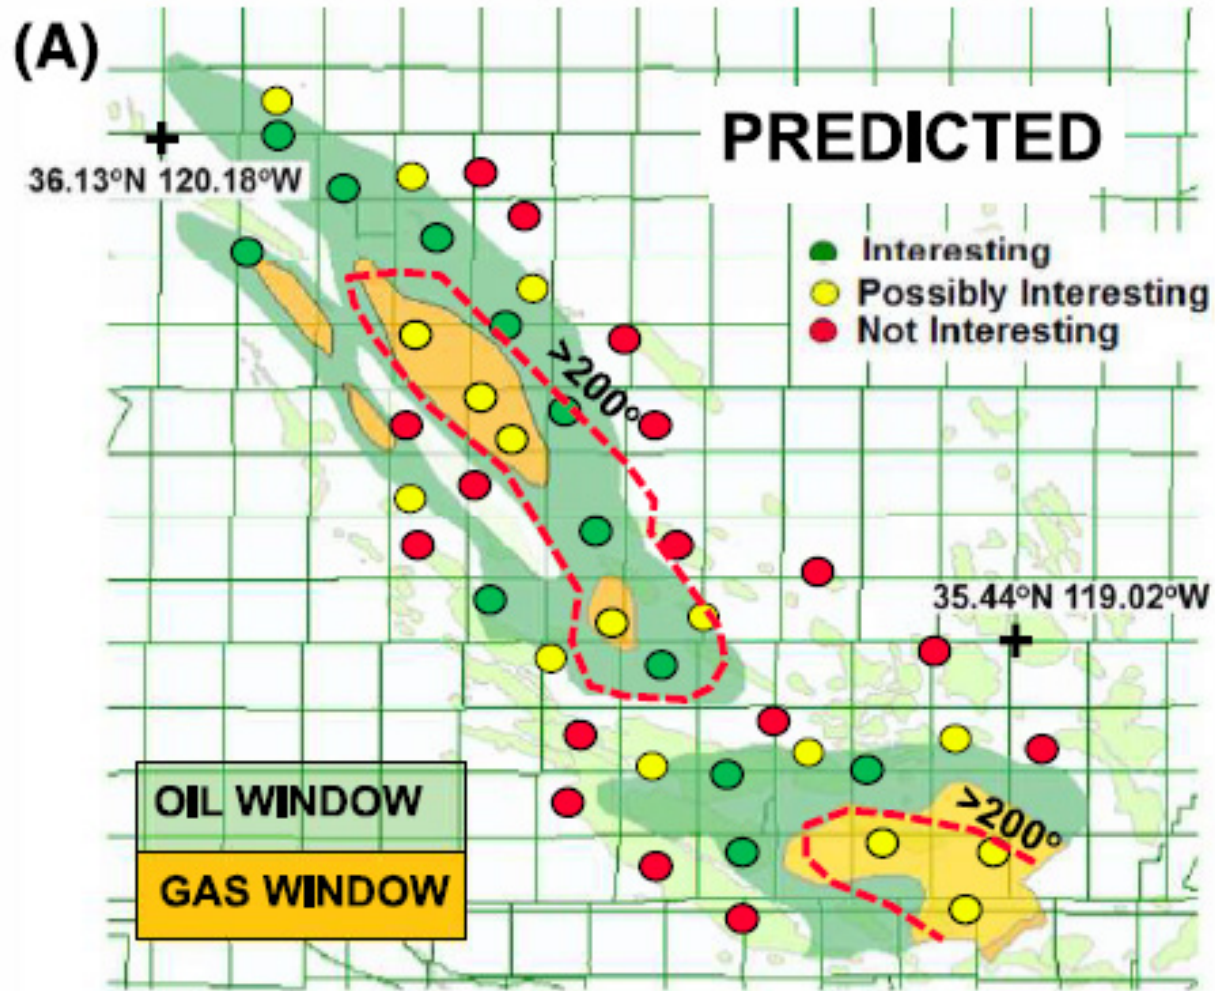 (A)
PREDICTED
36.13°N 120.18°W
Interesting
Possibly Interesting
Not Interesting
>200°
35.44°N 119.02°W
OIL WINDOW
GAS WINDOW
>200°